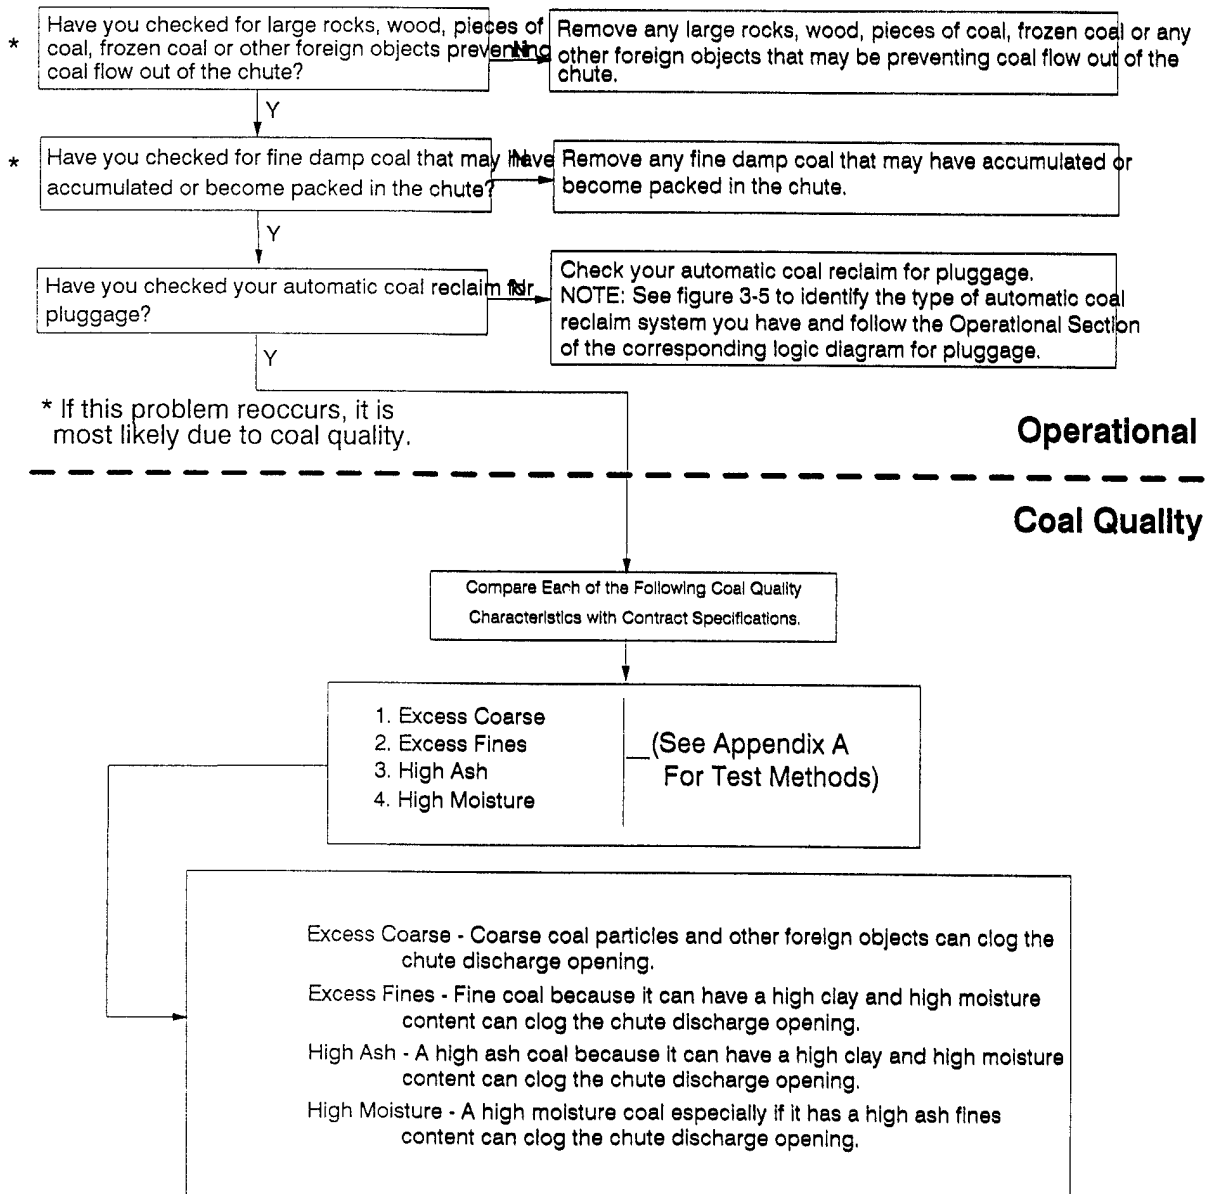 * Have you checked for large rocks, wood, pieces of
coal, frozen coal or other foreign objects preventing
coal flow out of the chute?
N
Remove any large rocks, wood, pieces of coal, frozen coal or any
other foreign objects that may be preventing coal flow out of the
chute.
Y
* Have you checked for fine damp coal that may have
accumulated or become packed in the chute?
N
Remove any fine damp coal that may have accumulated or
become packed in the chute.
Y
Have you checked your automatic coal reclaim for
pluggage?
N
Check your automatic coal reclaim for pluggage.
NOTE: See figure 3-5 to identify the type of automatic coal
reclaim system you have and follow the Operational Section
of the corresponding logic diagram for pluggage.
Y
* If this problem reoccurs, it is
most likely due to coal quality.
Operational
Coal Quality
Compare Each of the Following Coal Quality
Characteristics with Contract Specifications.
1. Excess Coarse
2. Excess Fines
3. High Ash
4. High Moisture
(See Appendix A
For Test Methods)
Excess Coarse - Coarse coal particles and other foreign objects can clog the
chute discharge opening.
Excess Fines - Fine coal because it can have a high clay and high moisture
content can clog the chute discharge opening.
High Ash - A high ash coal because it can have a high clay and high moisture
content can clog the chute discharge opening.
High Moisture - A high moisture coal especially if it has a high ash fines
content can clog the chute discharge opening.